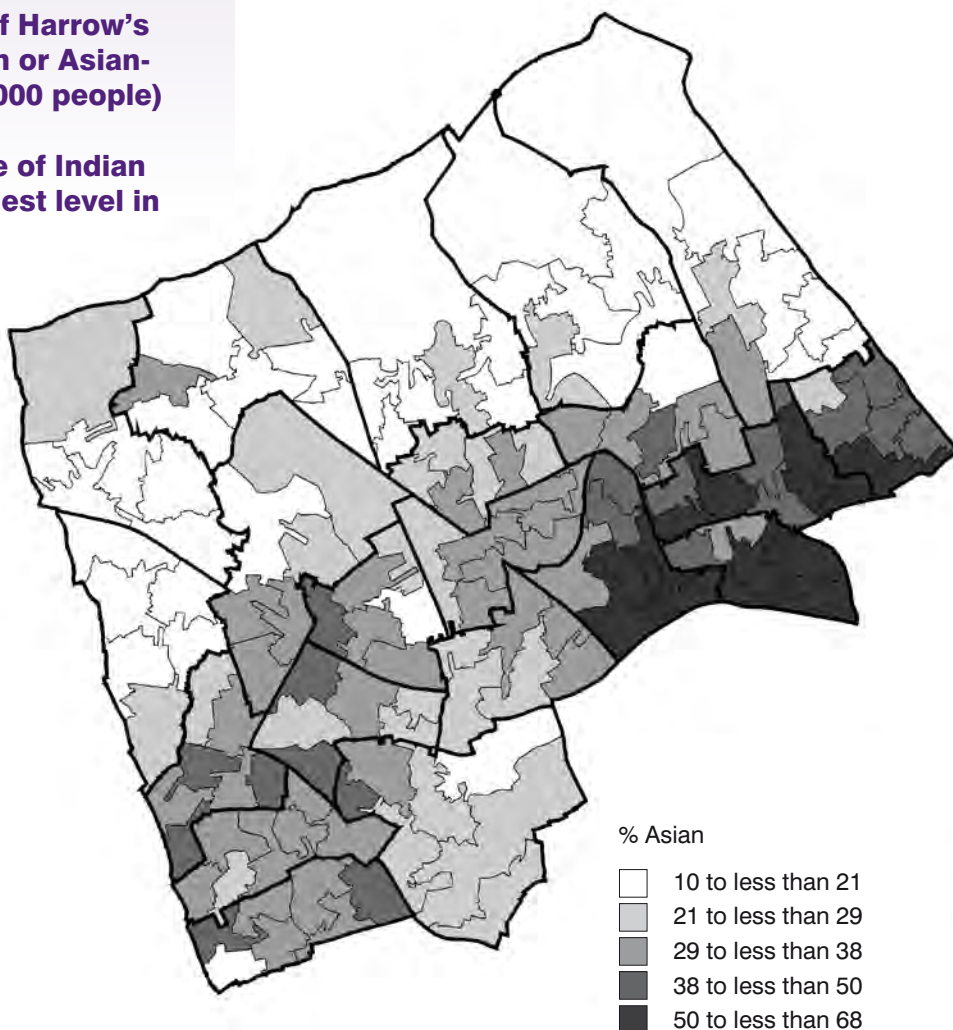 f Harrow's
n or Asian-
000 people)
e of Indian
est level in
% Asian
10 to less than 21
21 to less than 29
29 to less than 38
38 to less than 50
50 to less than 68